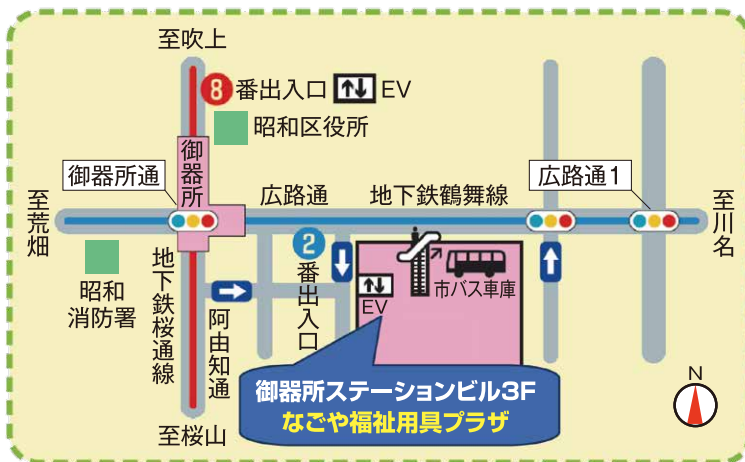 至吹上
8番出入口 EV
昭和区役所
御器所
御器所通
広路通
地下鉄鶴舞線
広路通1
至荒畑
至川名
2番出入口
昭和
消防署
地下鉄桜通線
阿由知通
EV
市バス車庫
御器所ステーションビル3F
なごや福祉用具プラザ
至桜山
N